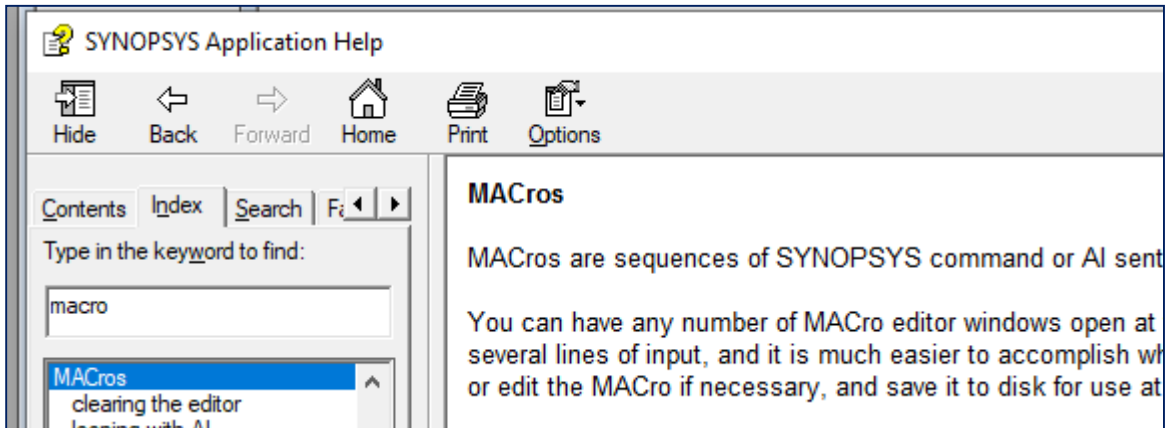 SYNOPSYS Application Help
Hide Back Forward Home Print Options
Contents Index Search
Type in the keyword to find:
macro
MACros
clearing the editor
with AI
MACros
MACros are sequences of SYNOPSYS command or AI sent
You can have any number of MACro editor windows open at
several lines of input, and it is much easier to accomplish
or edit the MACro if necessary, and save it to disk for use at